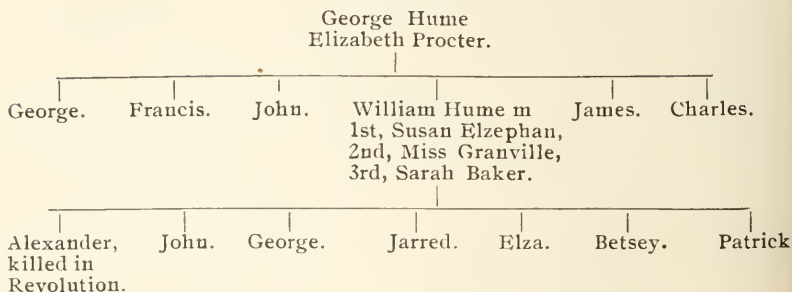 George Hume
Elizabeth Procter.
George. Francis. John. William Hume m James. Charles.
1st, Susan Elzephan,
2nd, Miss Granville,
3rd, Sarah Baker.
Alexander, John. George. Jarred. Elza. Betsey. Patrick
killed in
Revolution.